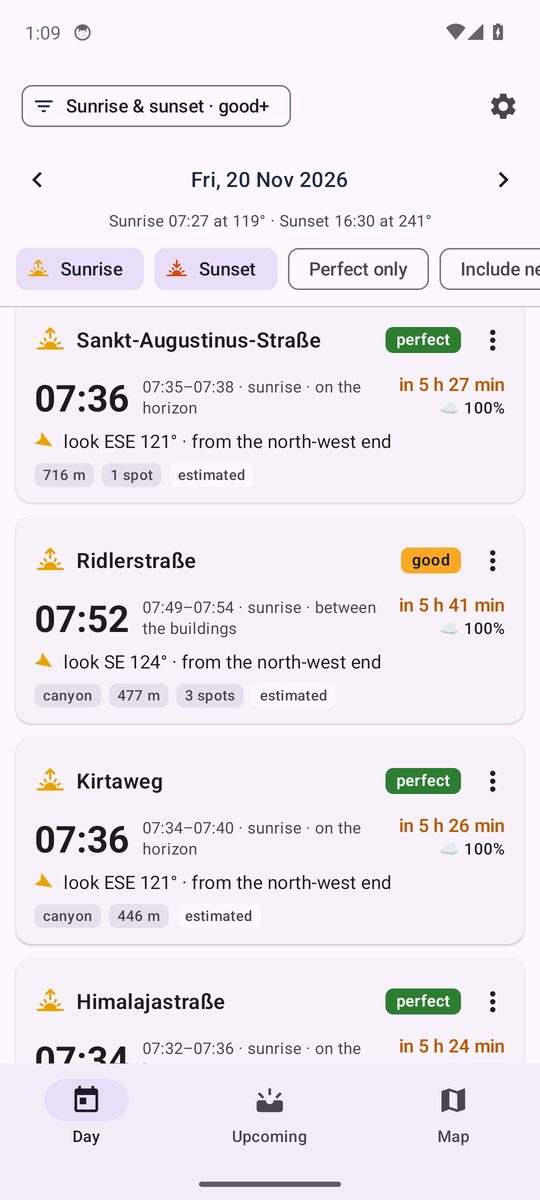 1:09
Sunrise & sunset · good+
Fri, 20 Nov 2026
Sunrise 07:27 at 119° · Sunset 16:30 at 241°
Sunrise
Sunset
Perfect only
Include ne
Sankt-Augustinus-Straße
perfect
07:36
07:35–07:38 · sunrise · on the
horizon
in 5 h 27 min
100%
look ESE 121° · from the north-west end
716 m
1 spot
estimated
Ridlerstraße
good
07:52
07:49–07:54 · sunrise · between
the buildings
in 5 h 41 min
100%
look SE 124° · from the north-west end
canyon
477 m
3 spots
estimated
Kirtaweg
perfect
07:36
07:34–07:40 · sunrise · on the
horizon
in 5 h 26 min
100%
look ESE 121° · from the north-west end
canyon
446 m
estimated
Himalajastraße
perfect
07:34
07:32–07:36 · sunrise · on the
in 5 h 24 min
Day
Upcoming
Map